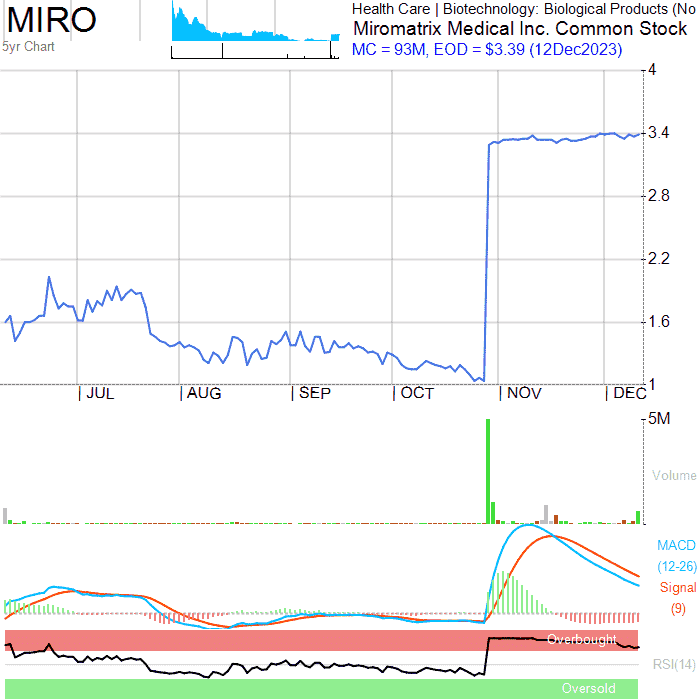 MIRO
5yr Chart
Health Care | Biotechnology: Biological Products (No
Miromatrix Medical Inc. Common Stock
MC = 93M, EOD = $3.39 (12Dec2023)
4
3.4
2.8
2.2
1.6
1
| JUL | AUG | SEP | OCT | NOV | DEC
5M
Volume
MACD
(12-26)
Signal
(9)
Overbought
RSI(14)
Oversold